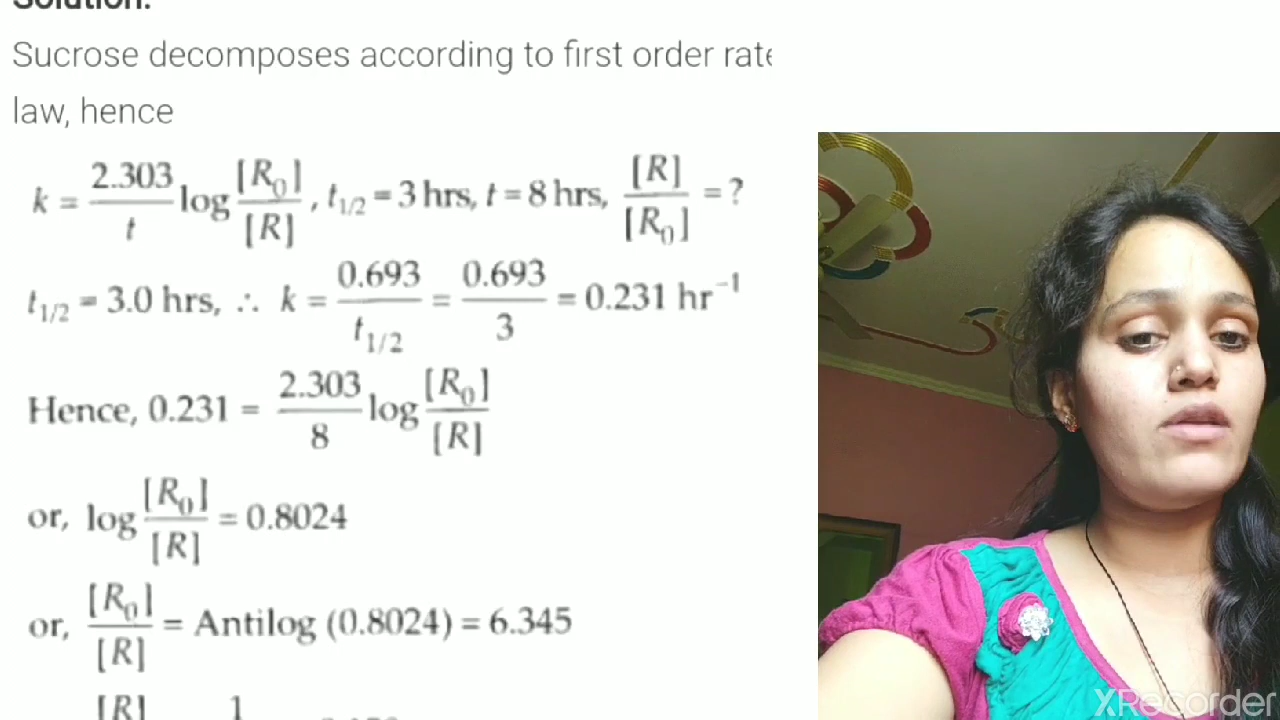 Solution:
Sucrose decomposes according to first order rate
law, hence
k = 2.303/t log [R₀]/[R], t₁/₂ = 3 hrs, t = 8 hrs, [R]/[R₀] = ?
t₁/₂ = 3.0 hrs, ∴ k = 0.693/t₁/₂ = 0.693/3 = 0.231 hr⁻¹
Hence, 0.231 = 2.303/8 log [R₀]/[R]
or, log [R₀]/[R] = 0.8024
or, [R₀]/[R] = Antilog (0.8024) = 6.345
[R] 1
XRecorder